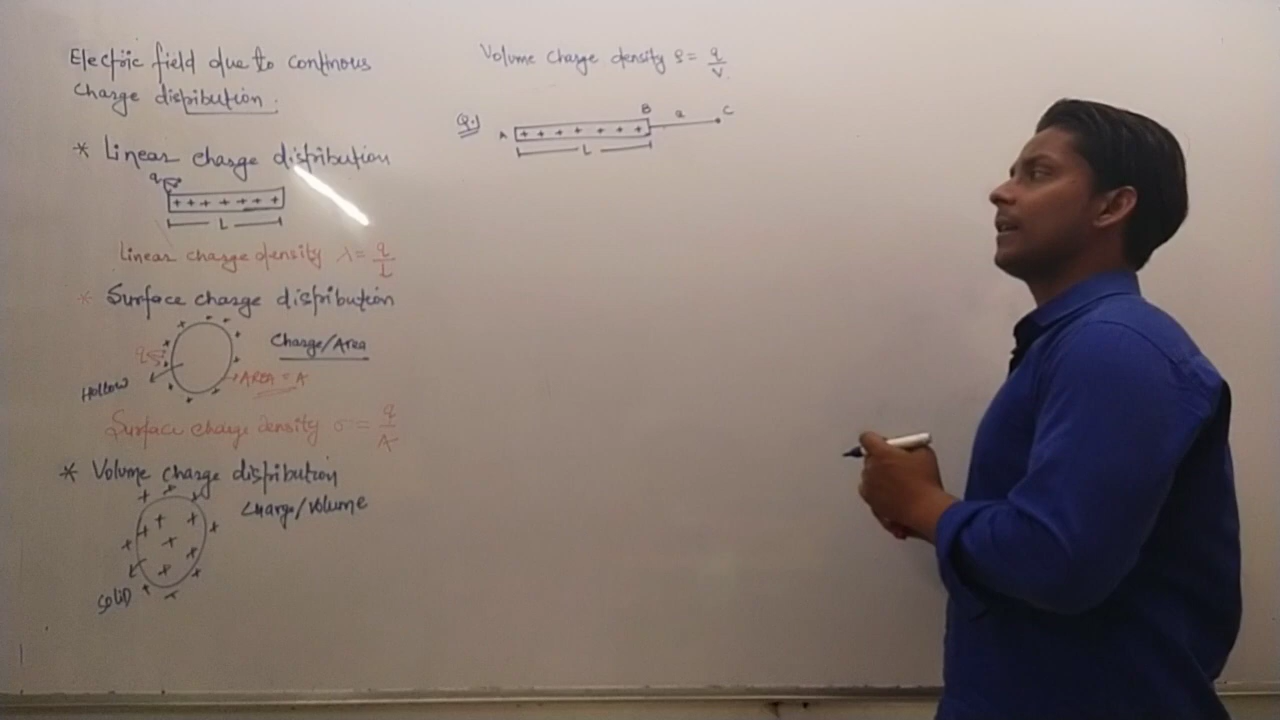 Electric field due to continous
Charge distribution.
* Linear charge distribution
q
+ + + + + + +
L
Linear charge density λ = q/L
* Surface charge distribution
Charge/Area
q
Hollow
AREA = A
Surface charge density σ = q/A
* Volume charge distribution
Charge/Volume
SOLID
Volume charge density ρ = q/V
Q.1
A + + + + + + + B a C
L